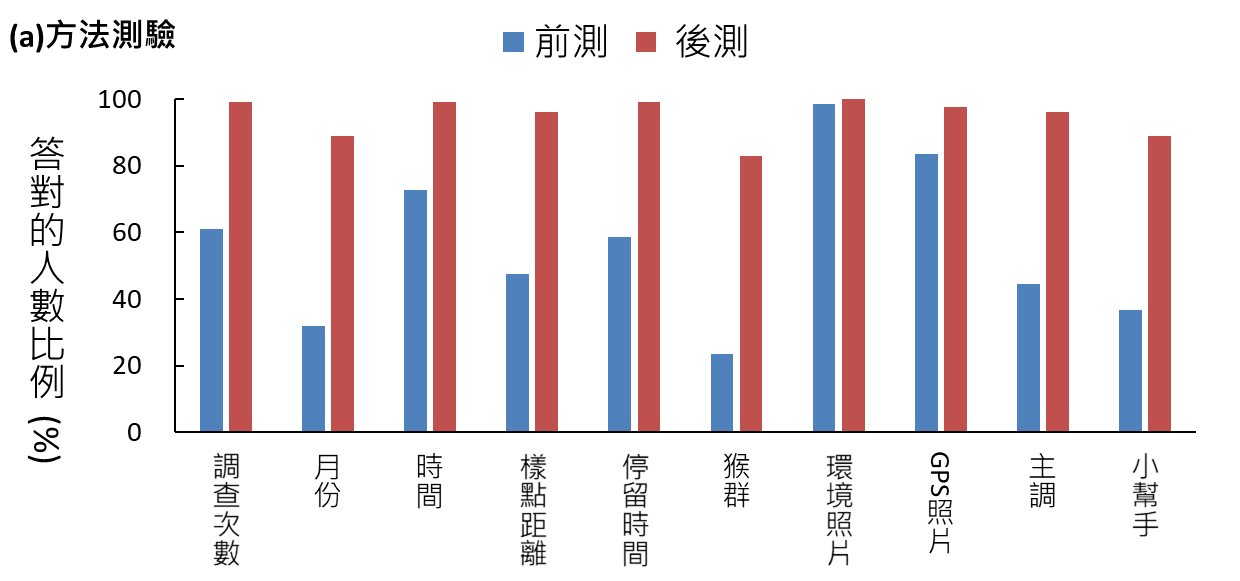 (a)方法測驗
前測 後測
答對的人數比例 (%)
100
80
60
40
20
0
調查次數
月份
時間
樣點距離
停留時間
猴群
環境照片
GPS照片
主調
小幫手